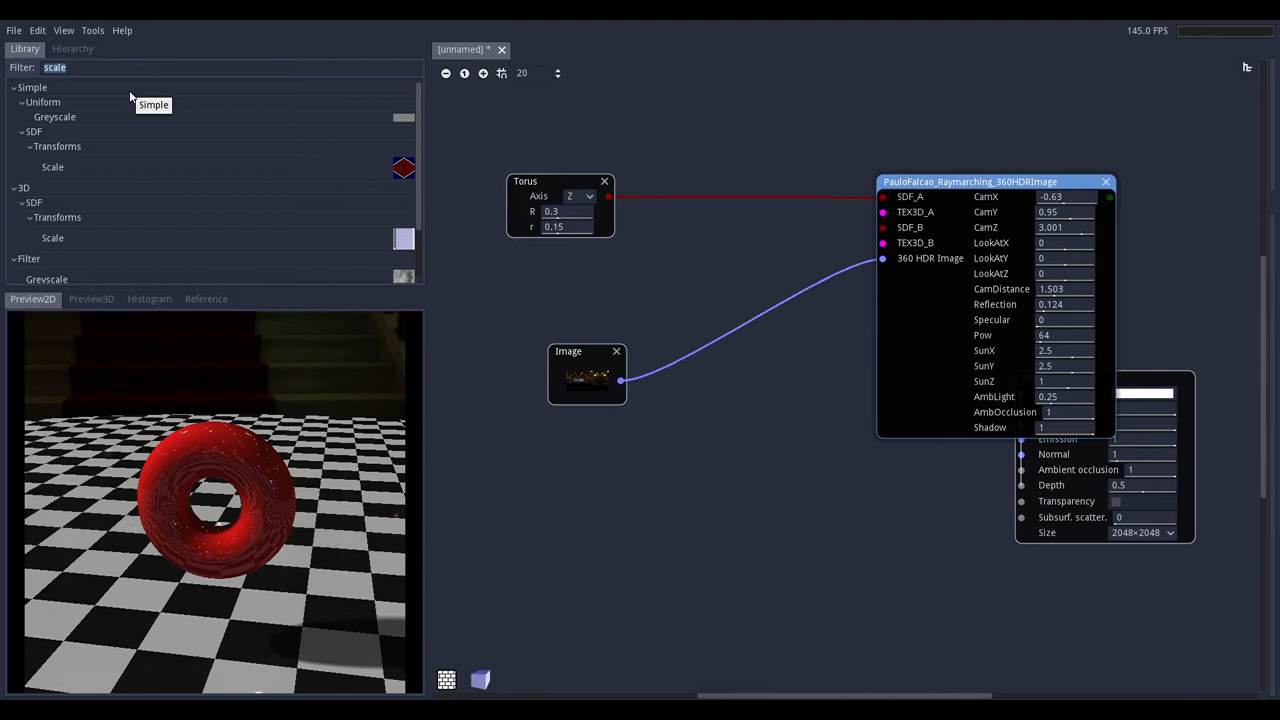 File Edit View Tools Help
145.0 FPS
Library Hierarchy
[unnamed] *
Filter: scale
20
Simple
Simple
Uniform
Greyscale
SDF
Transforms
Scale
3D
SDF
Transforms
Scale
Filter
Greyscale
Preview2D Preview3D Histogram Reference
Torus
Axis Z
R 0.3
r 0.15
Image
PauloFalcao_Raymarching_360HDRImage
SDF_A CamX -0.63
TEX3D_A CamY 0.95
SDF_B CamZ 3.001
TEX3D_B LookAtX 0
360 HDR Image LookAtY 0
LookAtZ 0
CamDistance 1.503
Reflection 0.124
Specular 0
Pow 64
SunX 2.5
SunY 2.5
SunZ 1
AmbLight 0.25
AmbOcclusion 1
Shadow 1
Emission 1
Normal 1
Ambient occlusion 1
Depth 0.5
Transparency
Subsurf. scatter. 0
Size 2048×2048